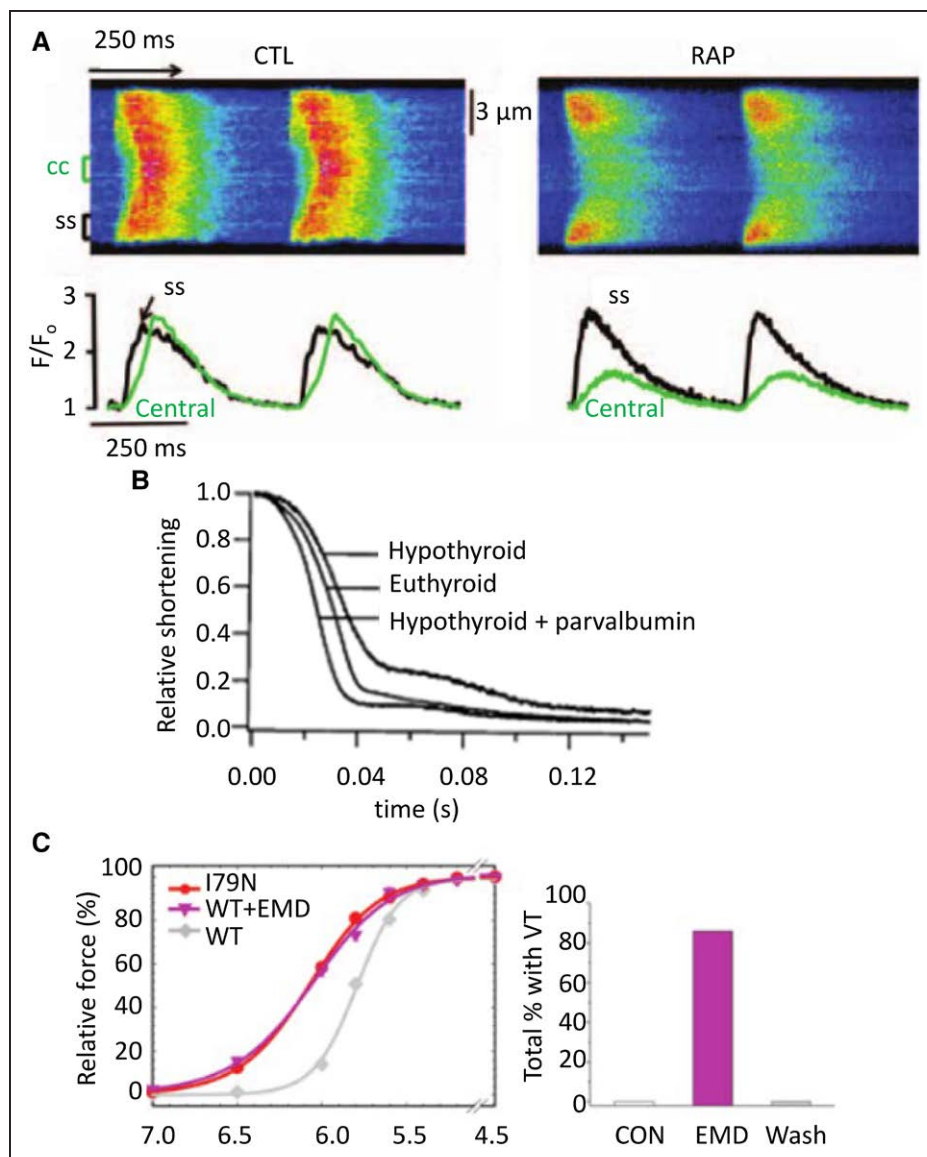 A
250 ms
CTL
RAP
3 µm
cc
ss
3
2
1
F/Fo
ss
Central
250 ms
ss
Central
B
1.0
0.8
0.6
0.4
0.2
0.0
Relative shortening
Hypothyroid
Euthyroid
Hypothyroid + parvalbumin
0.00 0.04 0.08 0.12
time (s)
C
100
80
60
40
20
0
Relative force (%)
I79N
WT+EMD
WT
7.0 6.5 6.0 5.5 4.5
100
80
60
40
80
20
0
Total % with VT
CON EMD Wash